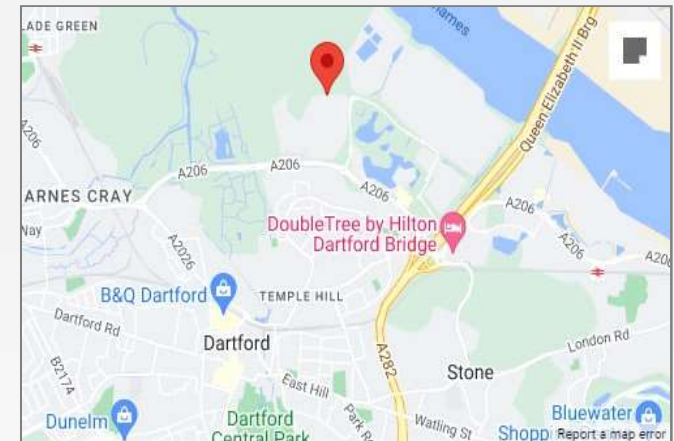 LADE GREEN
Thames
Queen Elizabeth II Brg
A206
A206
A206
A206
A206
A206
A206
ARNES CRAY
Way
A2026
DoubleTree by Hilton
Dartford Bridge
B&Q Dartford
TEMPLE HILL
Dartford Rd
Dartford
A282
London Rd
B2174
Stone
East Hill
Dunelm
Dartford
Central Park
Park R
Watling St
Bluewater
Shopp
Report a map error